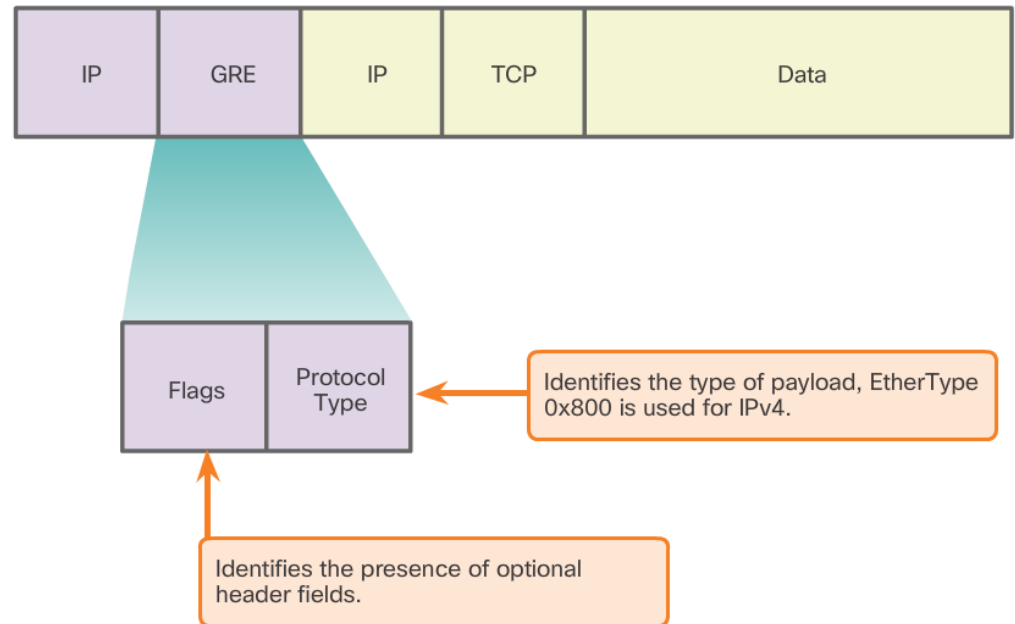 IP GRE IP TCP Data
Flags
Protocol
Type
Identifies the type of payload, EtherType
0x800 is used for IPv4.
Identifies the presence of optional
header fields.